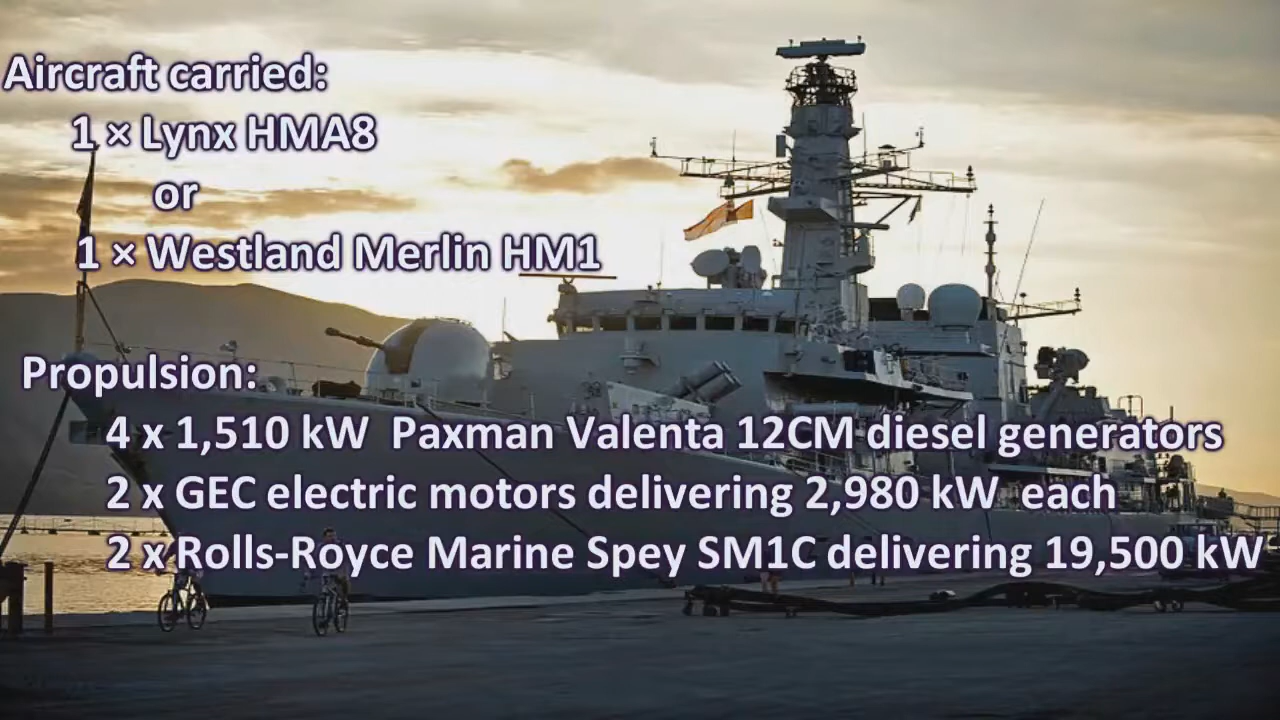 Aircraft carried:
1 × Lynx HMA8
or
1 × Westland Merlin HM1
Propulsion:
4 x 1,510 kW Paxman Valenta 12CM diesel generators
2 x GEC electric motors delivering 2,980 kW each
2 x Rolls-Royce Marine Spey SM1C delivering 19,500 kW